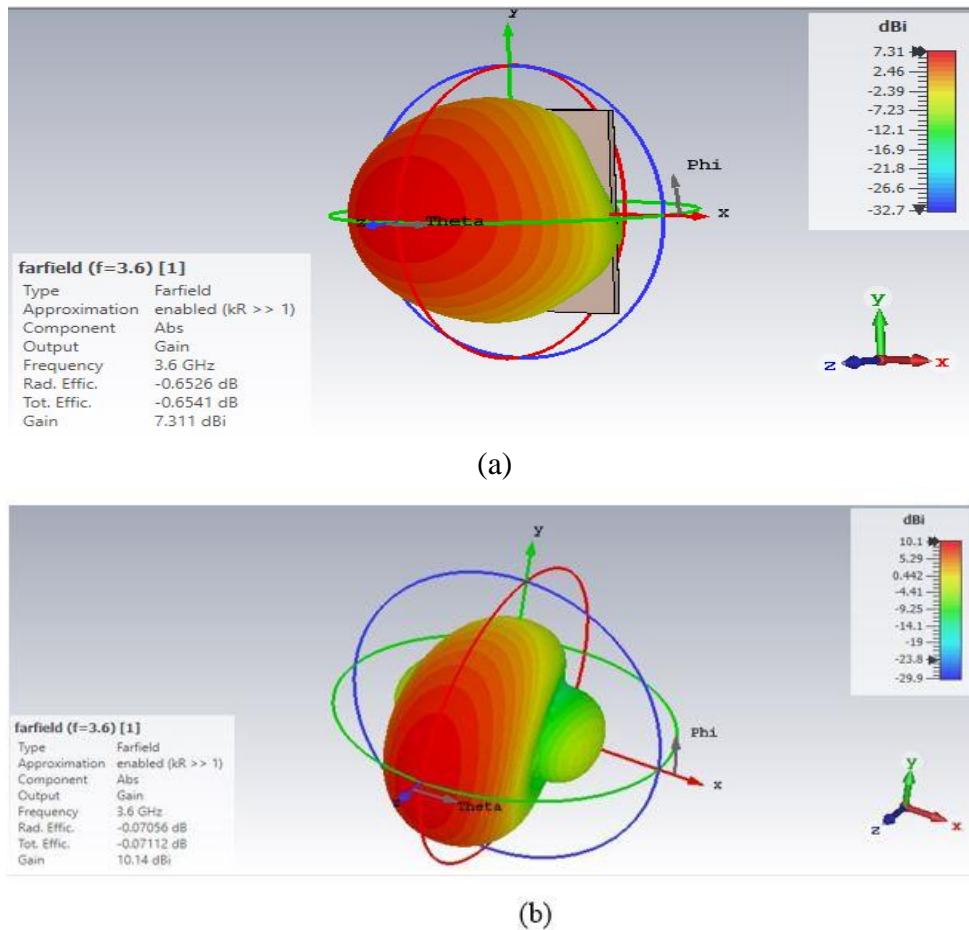 y
dBi
7.31
2.46
-2.39
-7.23
-12.1
-16.9
-21.8
-26.6
-32.7
Phi
x
z Theta
farfield (f=3.6) [1]
Type Farfield
Approximation enabled (kR >> 1)
Component Abs
Output Gain
Frequency 3.6 GHz
Rad. Effic. -0.6526 dB
Tot. Effic. -0.6541 dB
Gain 7.311 dBi
y
z x
(a)
y
dBi
10.1
5.29
0.442
-4.41
-9.25
-14.1
-19
-23.8
-29.9
Phi
x
z Theta
farfield (f=3.6) [1]
Type Farfield
Approximation enabled (kR >> 1)
Component Abs
Output Gain
Frequency 3.6 GHz
Rad. Effic. -0.07056 dB
Tot. Effic. -0.07112 dB
Gain 10.14 dBi
y
z x
(b)